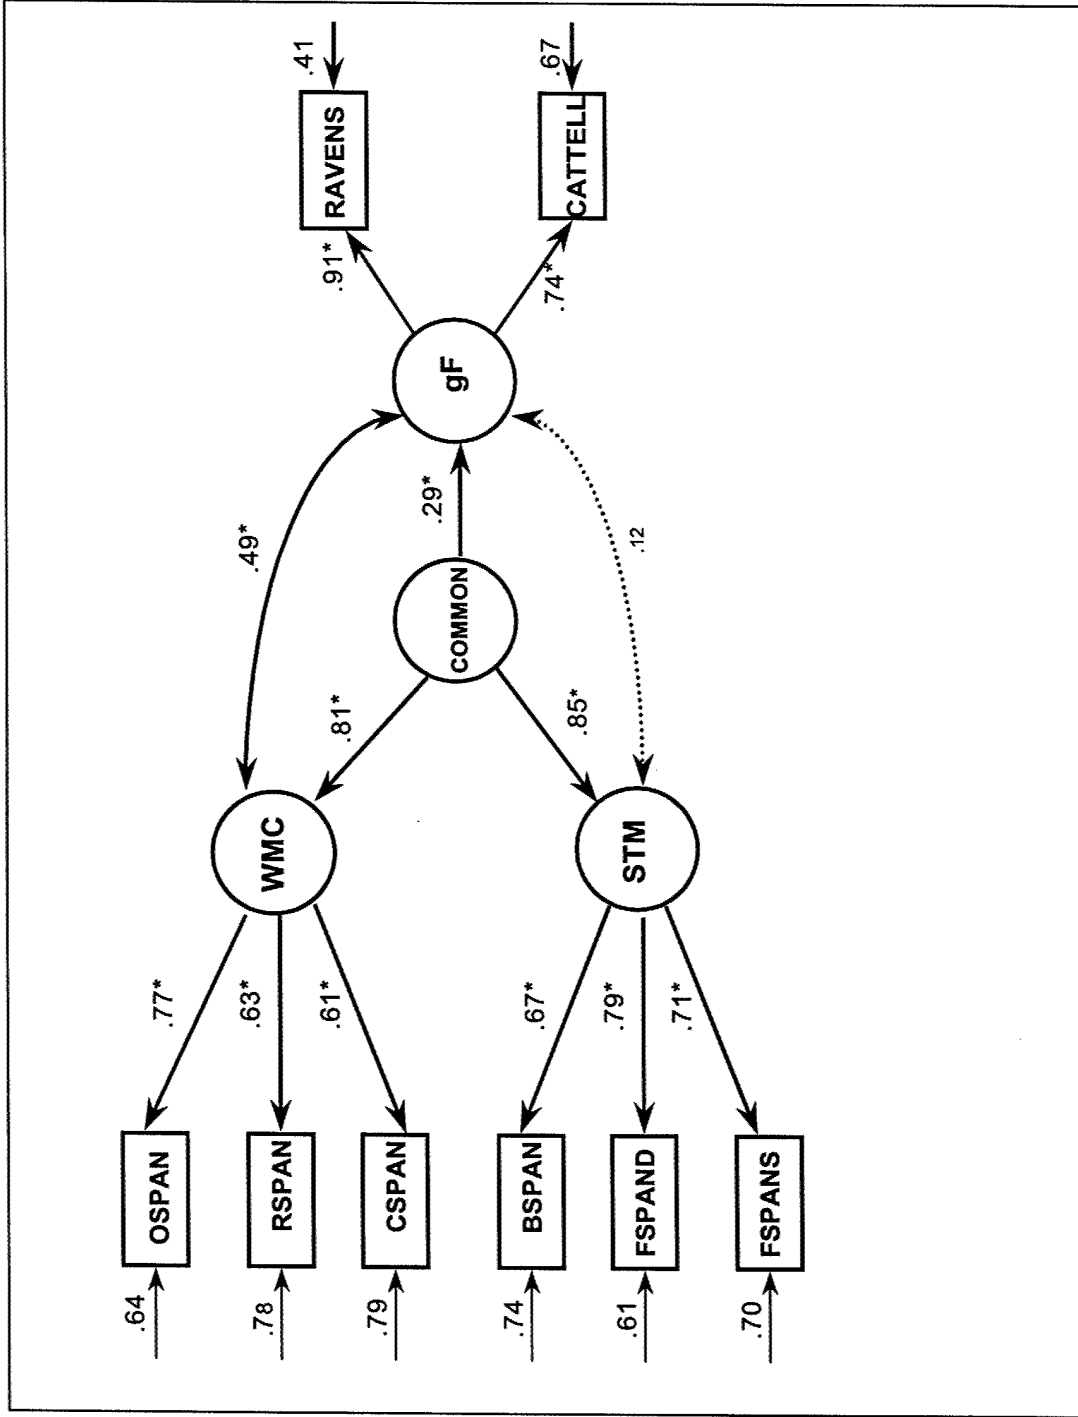 .64
OSPAN
.77*
.78
RSPAN
.63*
.79
CSPAN
.61*
WMC
.49*
.81*
.74
BSPAN
.67*
.61
FSPAND
.79*
.70
FSPANS
.71*
STM
.85*
.12
COMMON
.29*
gF
.91*
RAVENS
.41
.74*
CATTELL
.67